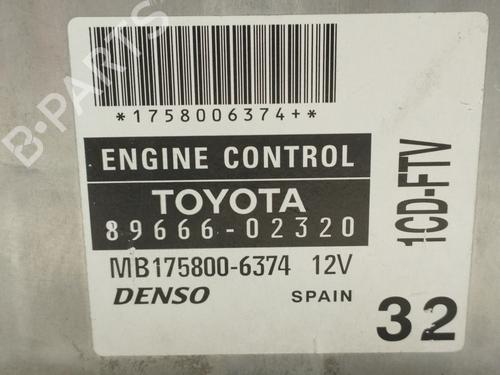 B-PARTS
*1758006374+*
ENGINE CONTROL
TOYOTA
89666-02320
MB175800-6374 12V
DENSO SPAIN
1CD-FTV
32